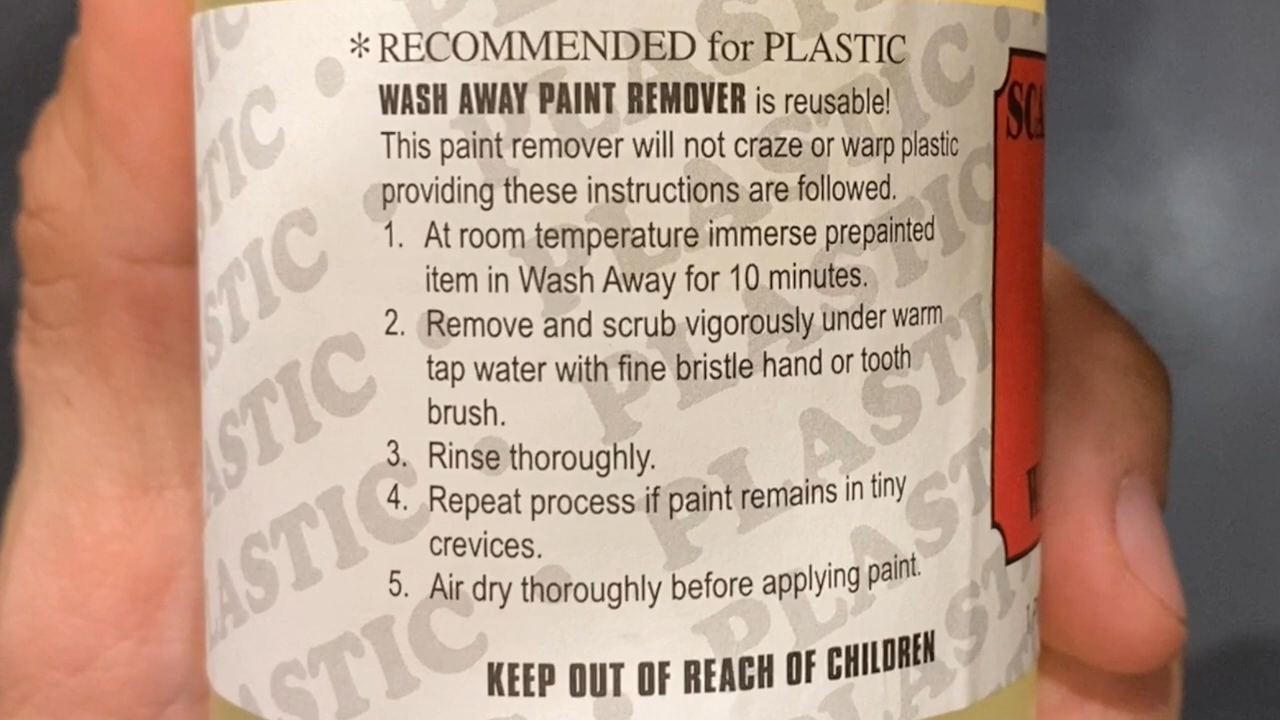 *RECOMMENDED for PLASTIC
WASH AWAY PAINT REMOVER is reusable!
This paint remover will not craze or warp plastic
providing these instructions are followed.
1. At room temperature immerse prepainted
item in Wash Away for 10 minutes.
2. Remove and scrub vigorously under warm
tap water with fine bristle hand or tooth
brush.
3. Rinse thoroughly.
4. Repeat process if paint remains in tiny
crevices.
5. Air dry thoroughly before applying paint.
KEEP OUT OF REACH OF CHILDREN